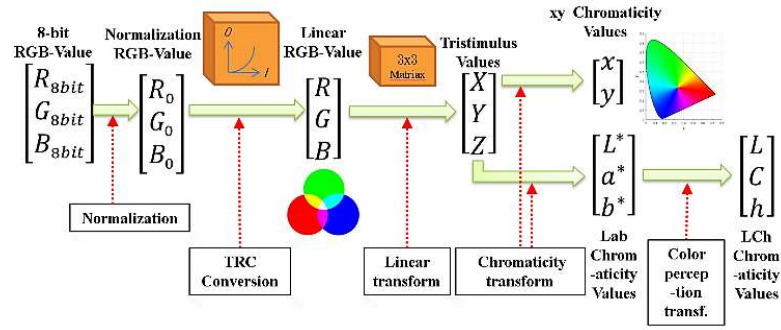 8-bit
RGB-Value
Normalization
RGB-Value
O
I
Linear
RGB-Value
3x3
Matriax
Tristimulus
Values
xy Chromaticity
Values
R8bit
G8bit
B8bit
R0
G0
B0
R
G
B
X
Y
Z
x
y
L*
a*
b*
L
C
h
Normalization
TRC
Conversion
Linear
transform
Chromaticity
transform
Lab
Chrom
-aticity
Values
Color
percep
-tion
transf.
LCh
Chrom
-aticity
Values